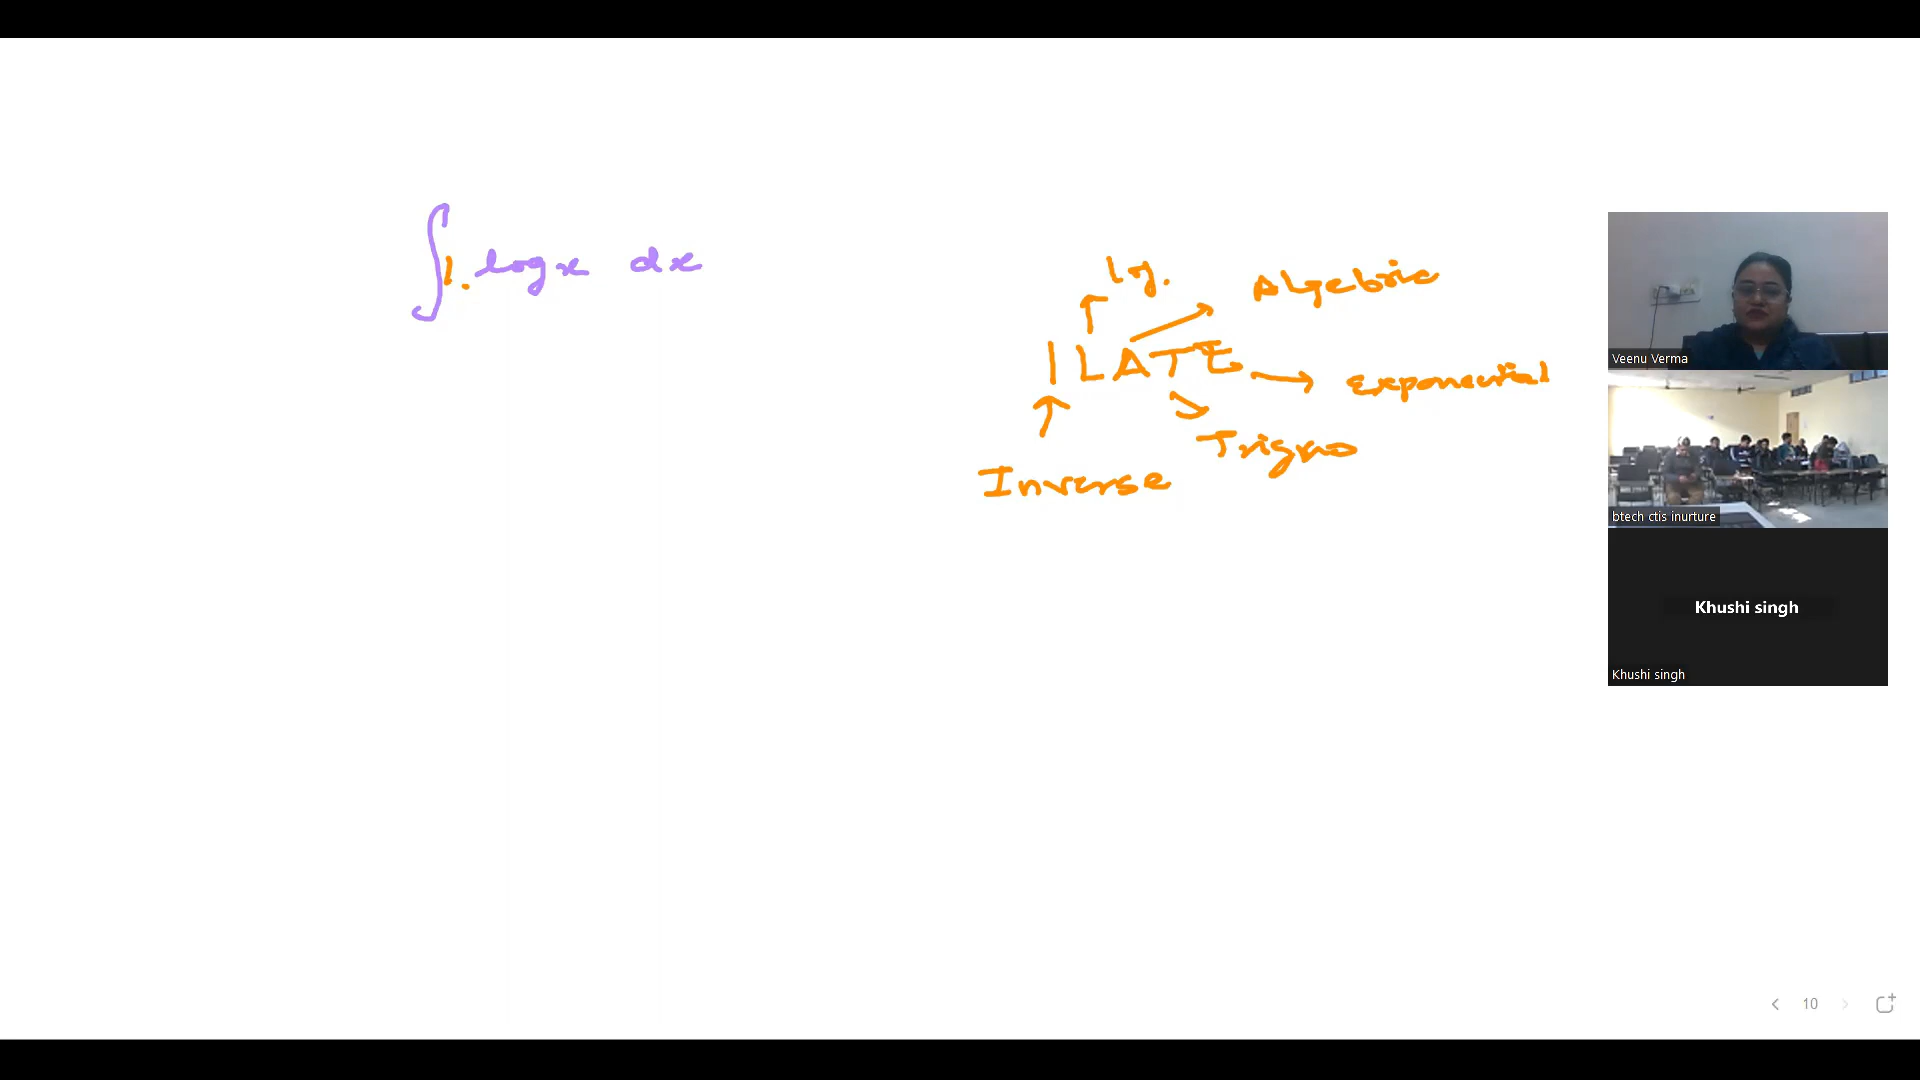 ∫1. log x dx
log.
Algebric
ILATE
exponential
Trigno
Inverse
Veenu Verma
btech ctis inurture
Khushi singh
Khushi singh
10